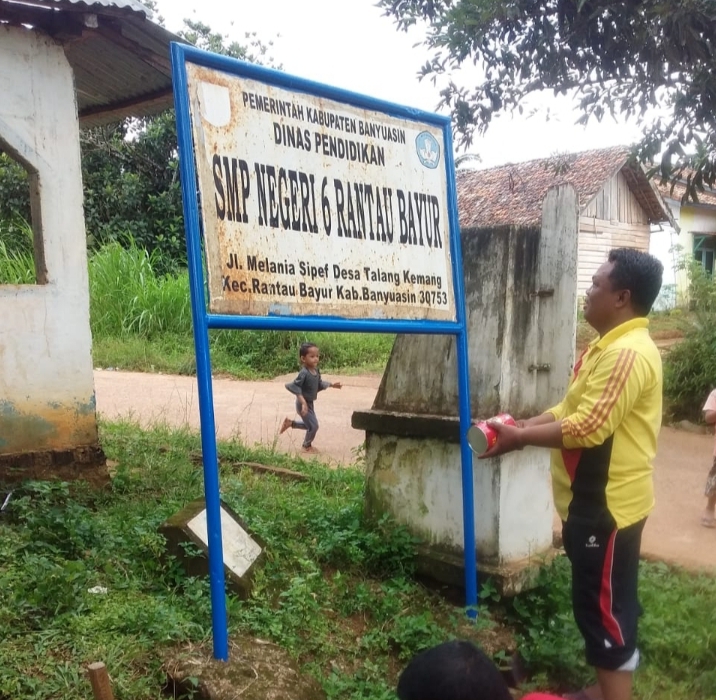 PEMERINTAH KABUPATEN BANYUASIN
DINAS PENDIDIKAN
SMP NEGERI 6 RANTAU BAYUR
Jl. Melania Sipef Desa Talang Kemang
Kec.Rantau Bayur Kab.Banyuasin 30753